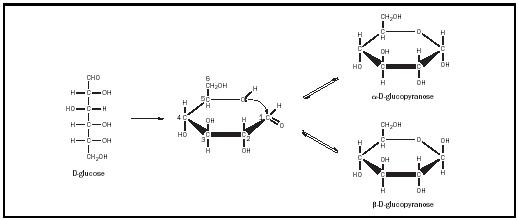 CHO
H C OH
HO C H
H C OH
H C OH
CH₂OH
D-glucose
6
CH₂OH
5 C O H
H H
4 C H OH H 1 C
HO 3 C C 2 O
H OH
CH₂OH
H C O H
H
C OH H C
HO C C OH
H OH
α-D-glucopyranose
CH₂OH
H C O OH
H
C OH H C
HO C C H
H OH
β-D-glucopyranose